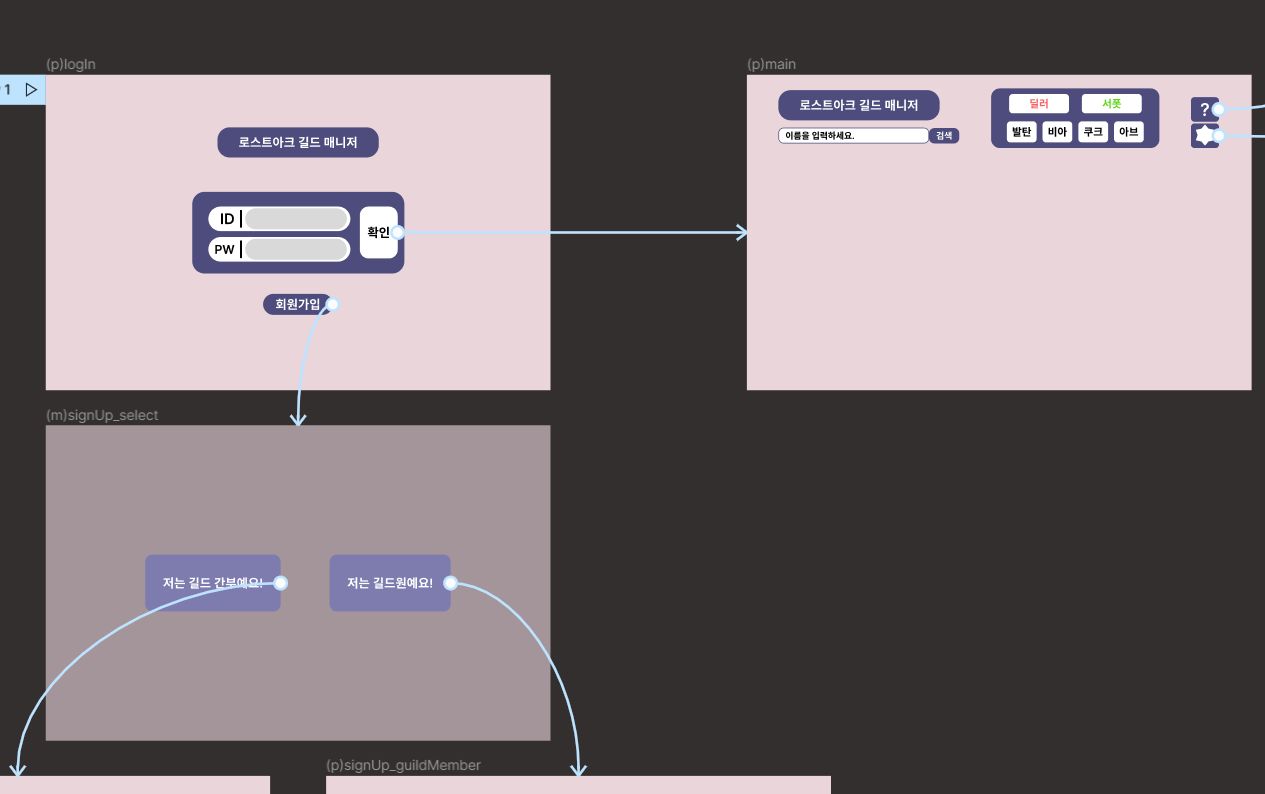 (p)logIn
1
로스트아크 길드 매니저
ID
PW
확인
회원가입
(p)main
로스트아크 길드 매니저
이름을 입력하세요.
검색
딜러
서폿
발탄
비아
쿠크
아브
?
(m)signUp_select
저는 길드 간부예요!
저는 길드원예요!
(p)signUp_guildMember